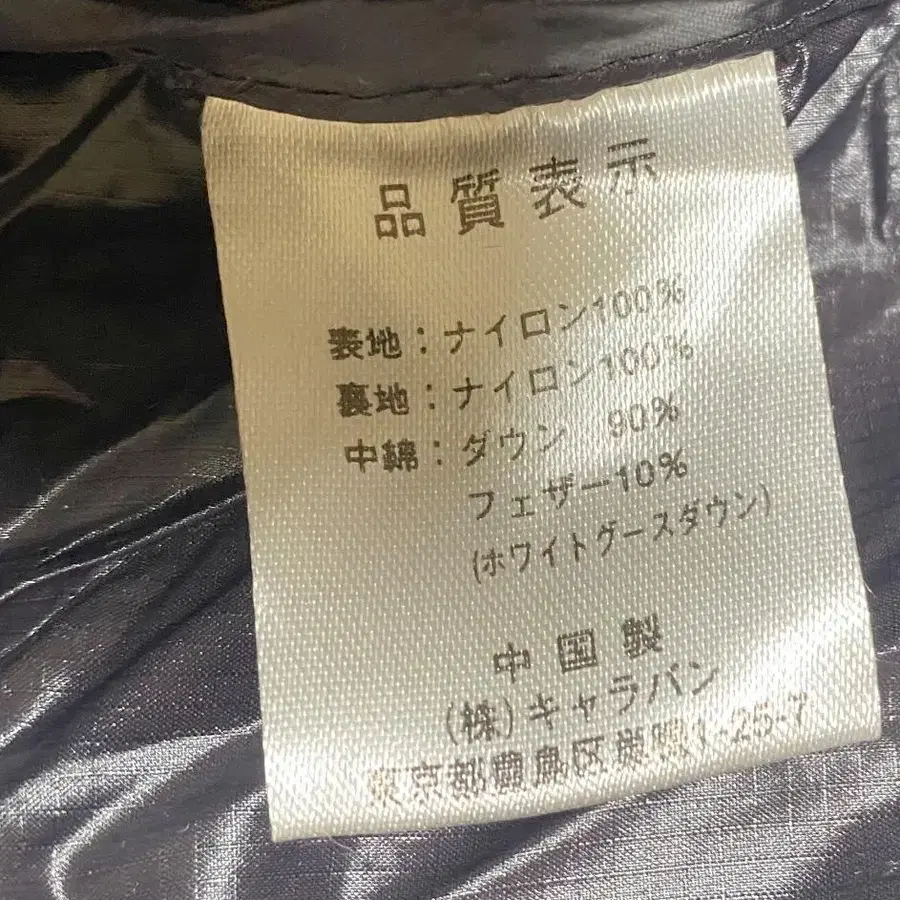 品質表示
表地：ナイロン100%
裏地：ナイロン100%
中綿：ダウン 90%
フェザー10%
(ホワイトグースダウン)
中国製
(株)キャラバン
東京都豊島区巣鴨1-25-7